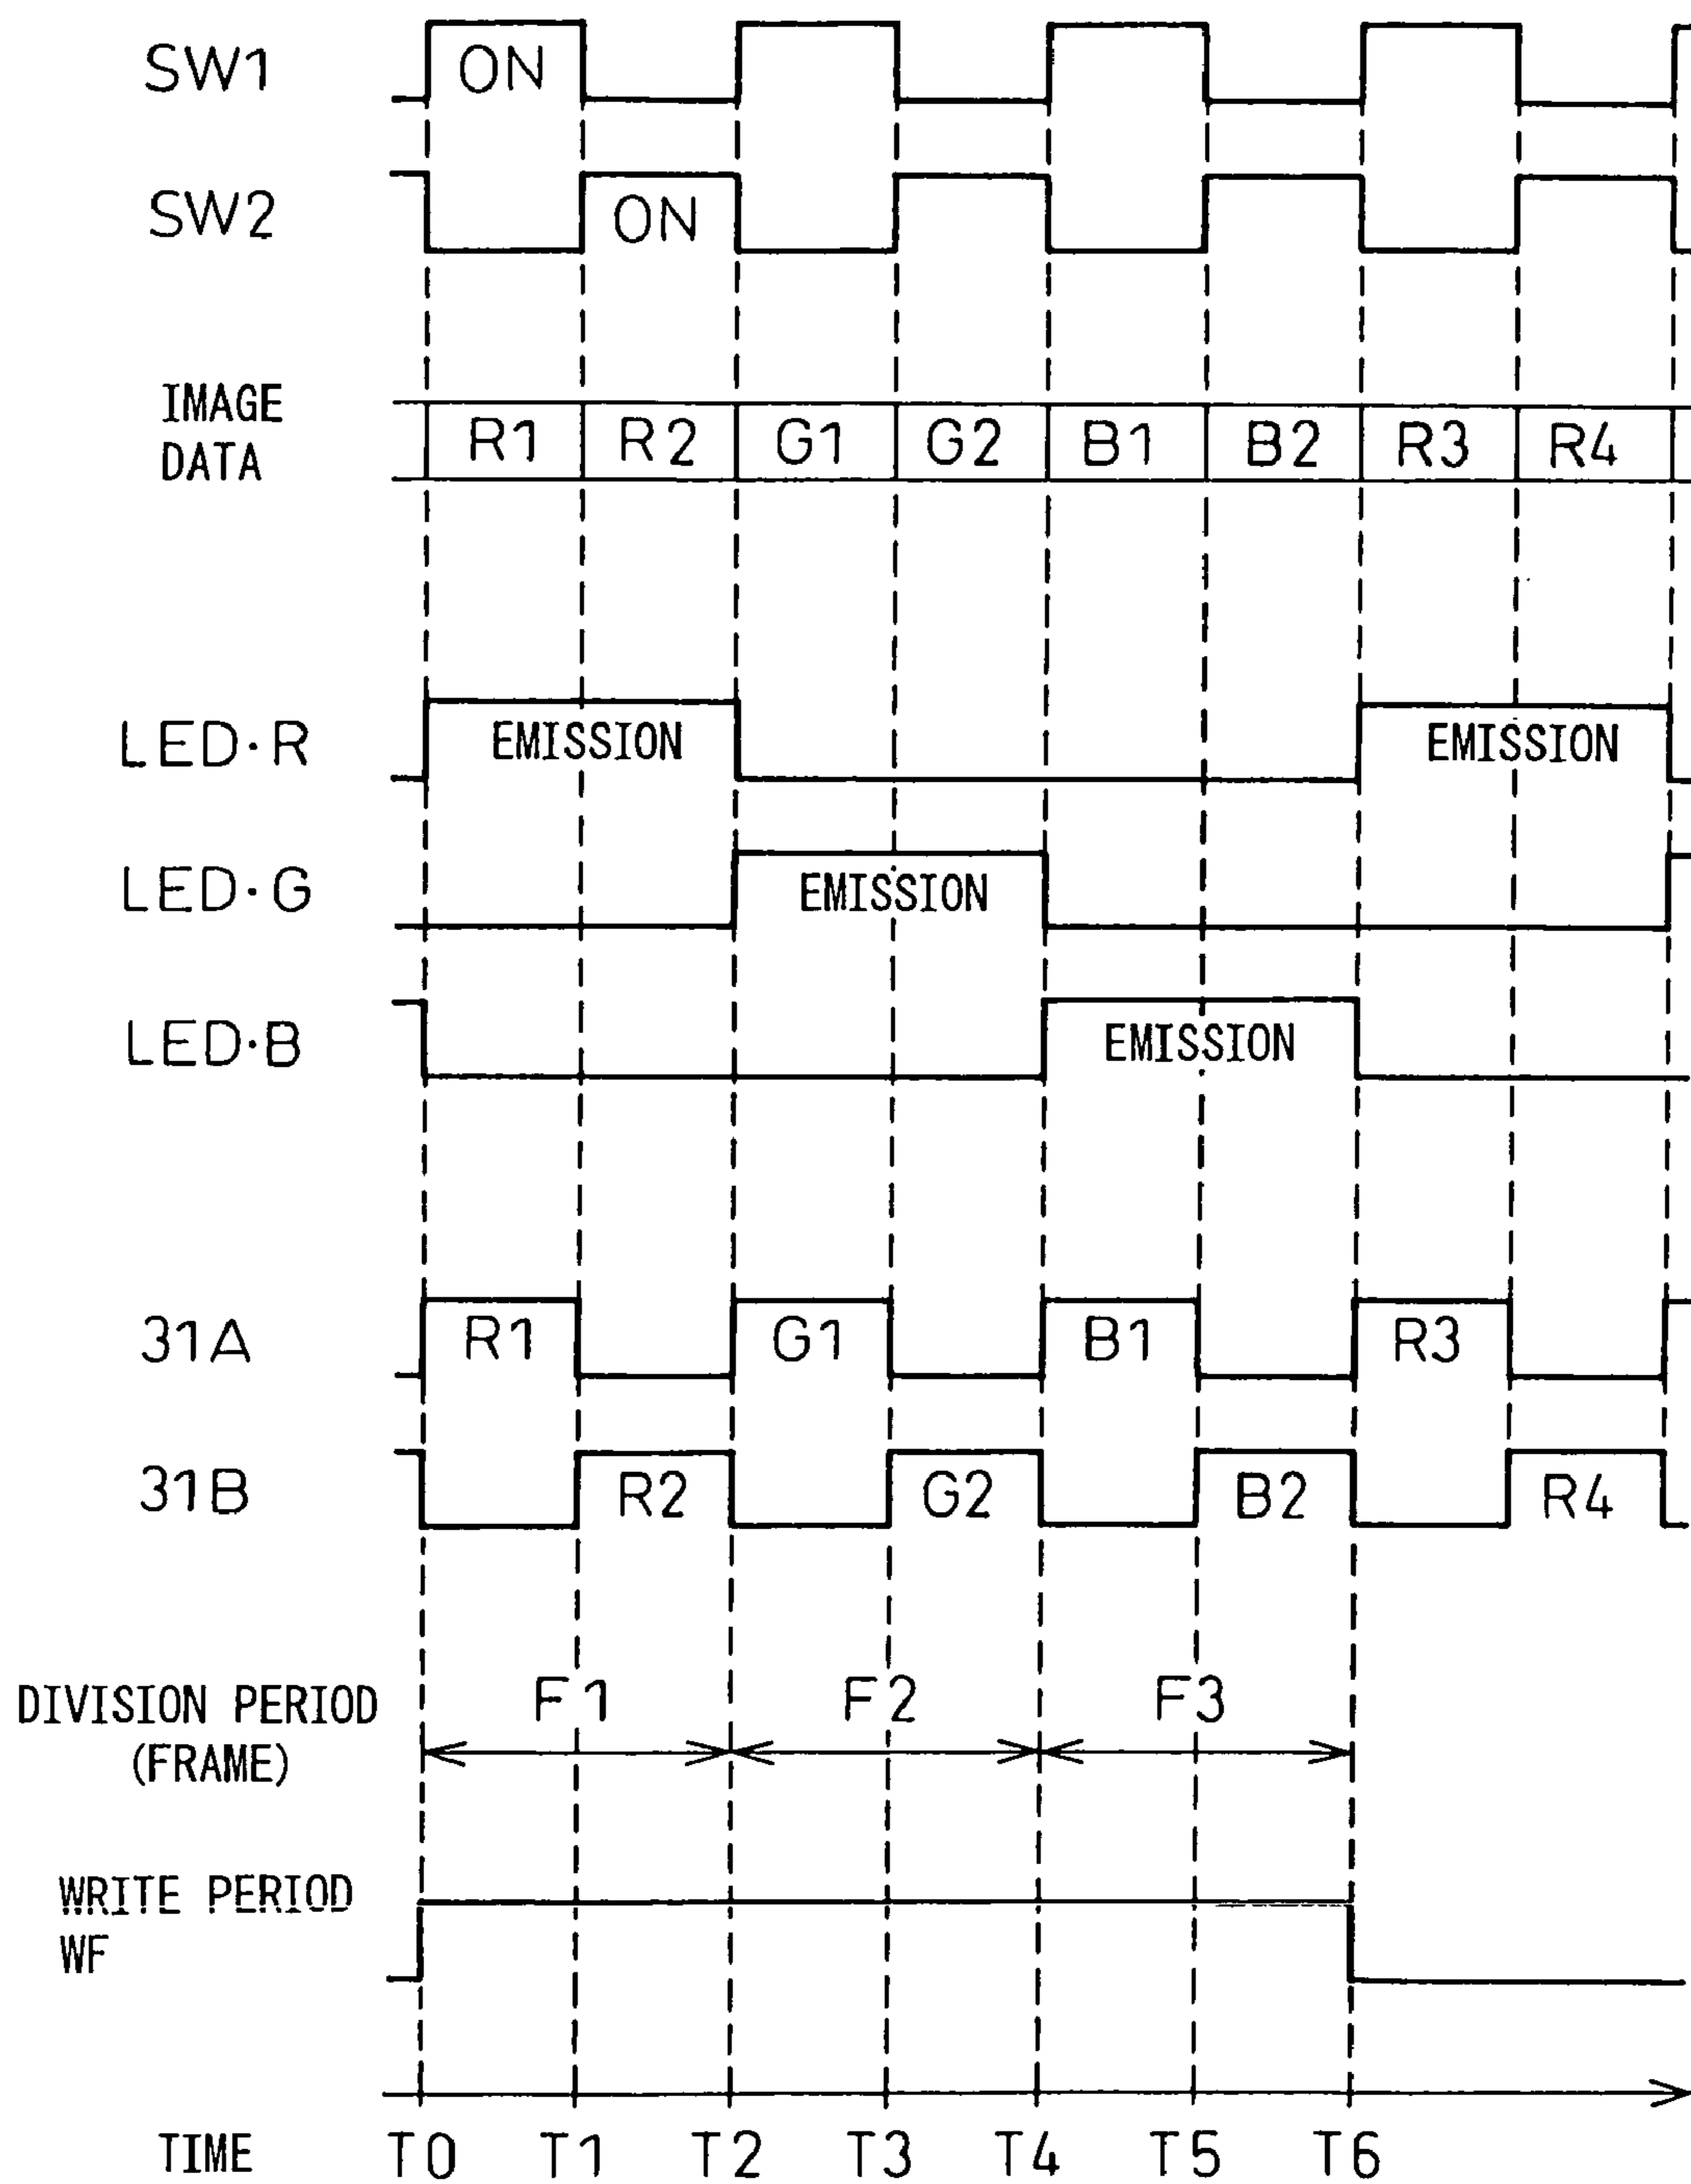 SW1 ON
SW2 ON
IMAGE
DATA
R1 R2 G1 G2 B1 B2 R3 R4
LED·R EMISSION EMISSION
LED·G EMISSION
LED·B EMISSION
31A R1 G1 B1 R3
31B R2 G2 B2 R4
DIVISION PERIOD
(FRAME)
F1 F2 F3
WRITE PERIOD
WF
TIME T0 T1 T2 T3 T4 T5 T6